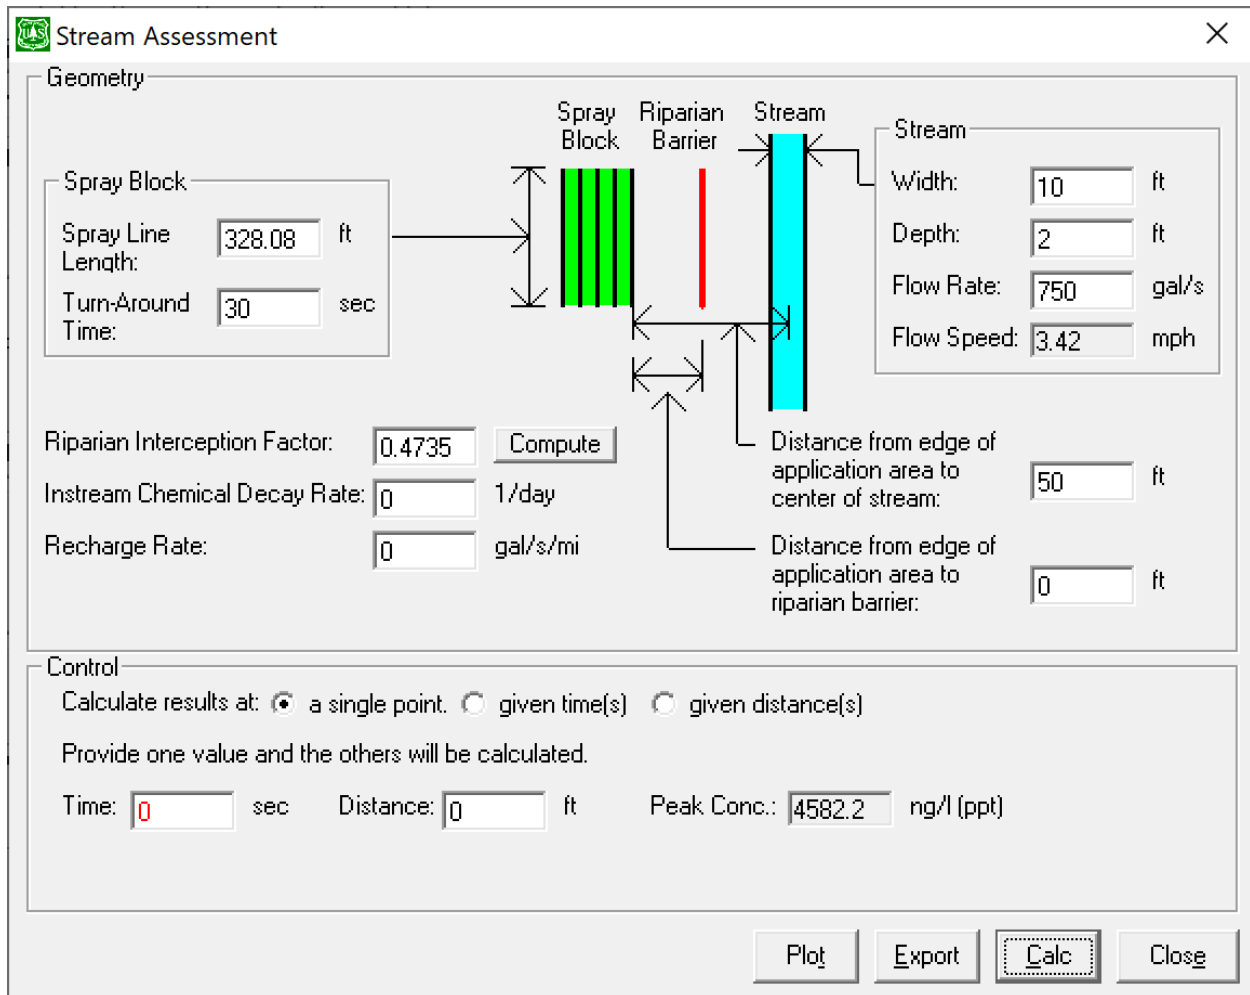 Stream Assessment
Geometry
Spray Block
Riparian Barrier
Stream
Stream
Width: 10 ft
Depth: 2 ft
Flow Rate: 750 gal/s
Flow Speed: 3.42 mph
Spray Block
Spray Line Length: 328.08 ft
Turn-Around Time: 30 sec
Riparian Interception Factor: 0.4735 Compute
Instream Chemical Decay Rate: 0 1/day
Recharge Rate: 0 gal/s/mi
Distance from edge of
application area to
center of stream: 50 ft
Distance from edge of
application area to
riparian barrier: 0 ft
Control
Calculate results at: a single point. given time(s) given distance(s)
Provide one value and the others will be calculated.
Time: 0 sec Distance: 0 ft Peak Conc.: 4582.2 ng/l (ppt)
Plot Export Calc Close